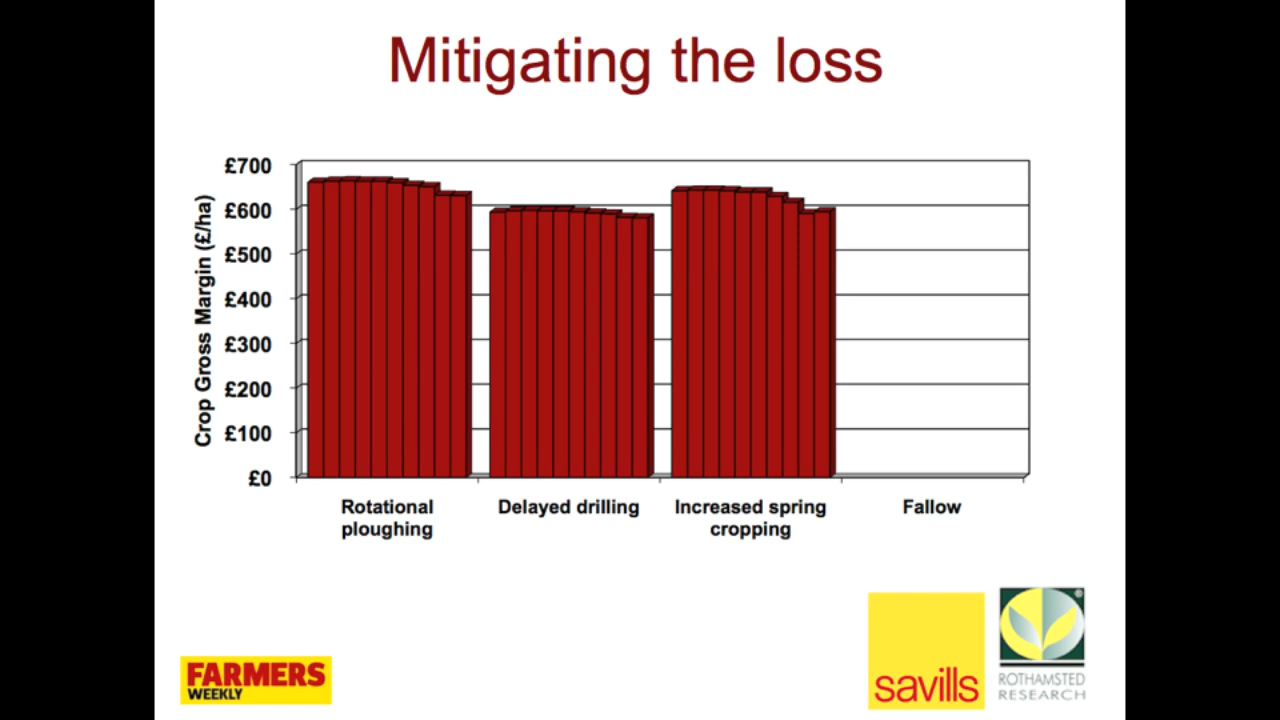 Mitigating the loss
Crop Gross Margin (£/ha)
£700
£600
£500
£400
£300
£200
£100
£0
Rotational
ploughing
Delayed drilling
Increased spring
cropping
Fallow
FARMERS
WEEKLY
savills
®
ROTHAMSTED
RESEARCH